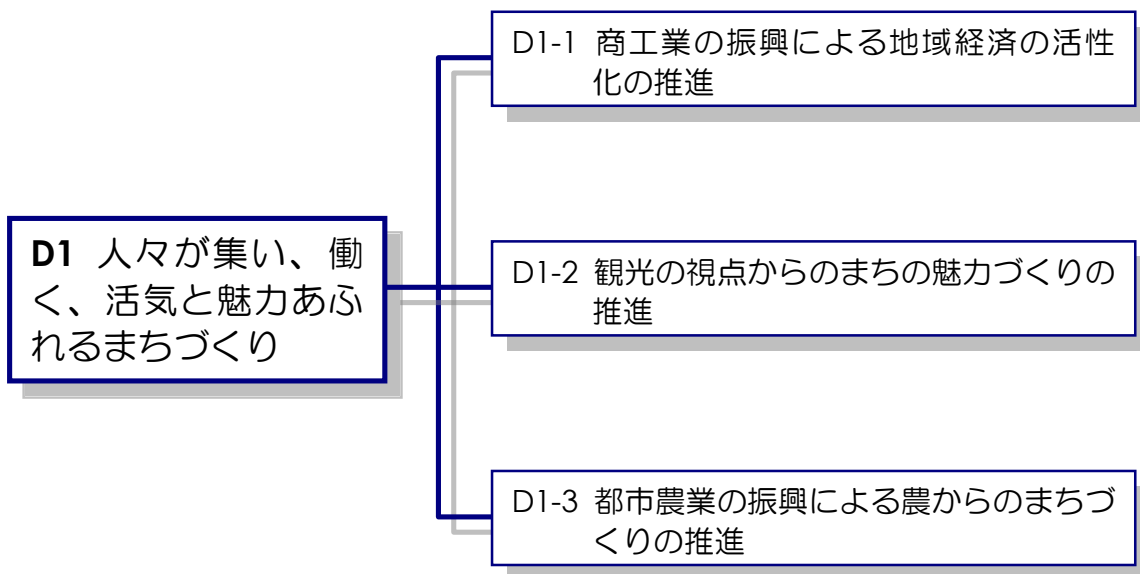 D1-1 商工業の振興による地域経済の活性
化の推進
D1 人々が集い、働
く、活気と魅力あふ
れるまちづくり
D1-2 観光の視点からのまちの魅力づくりの
推進
D1-3 都市農業の振興による農からのまちづ
くりの推進